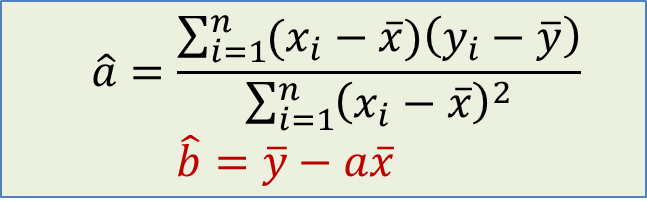 â = ∑ⁿᵢ₌₁(xᵢ − x̄)(yᵢ − ȳ) / ∑ⁿᵢ₌₁(xᵢ − x̄)²
b̂ = ȳ − ax̄